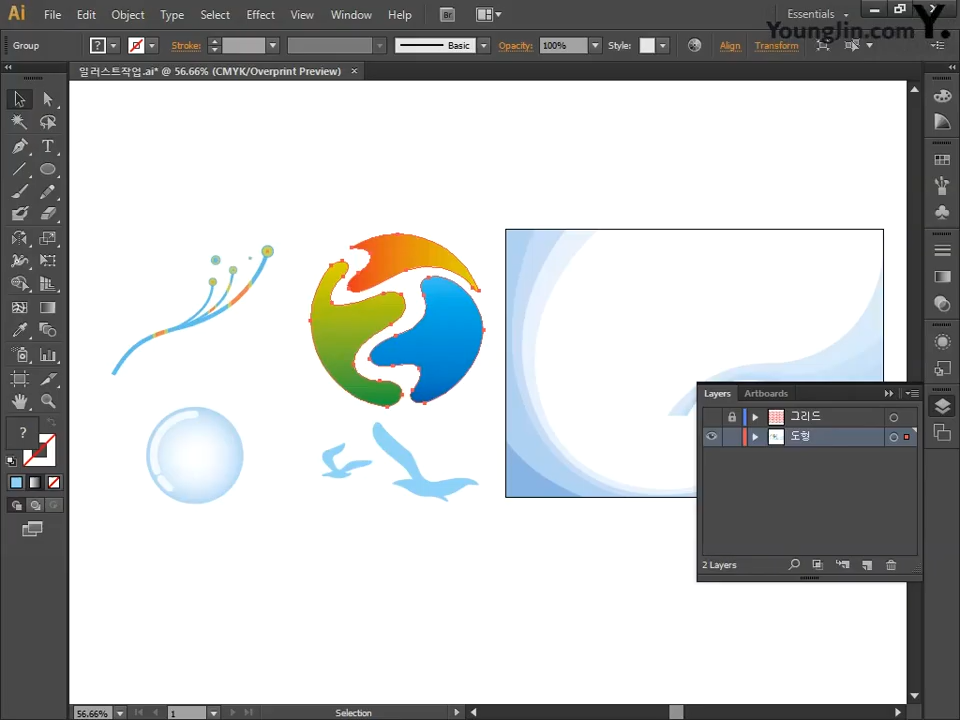 Ai File Edit Object Type Select Effect View Window Help Br Essentials
YoungJin.com Y.
Group ? Stroke: Basic Opacity: 100% Style: Align Transform
일러스트작업.ai* @ 56.66% (CMYK/Overprint Preview) ×
T
?
Layers Artboards
그리드
도형
2 Layers
56.66% 1 Selection